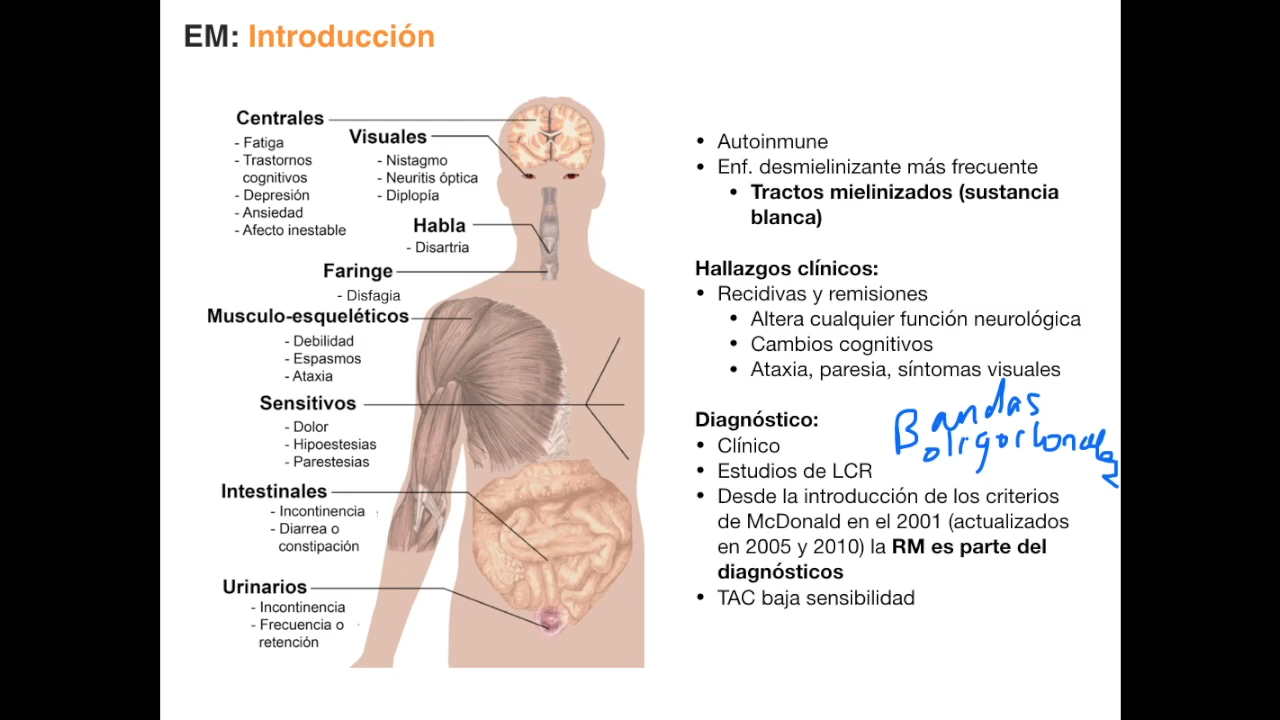 EM: Introducción
Centrales
- Fatiga
- Trastornos
cognitivos
- Depresión
- Ansiedad
- Afecto inestable
Visuales
- Nistagmo
- Neuritis óptica
- Diplopía
Habla
- Disartria
Faringe
- Disfagia
Musculo-esqueléticos
- Debilidad
- Espasmos
- Ataxia
Sensitivos
- Dolor
- Hipoestesias
- Parestesias
Intestinales
- Incontinencia
- Diarrea o
constipación
Urinarios
- Incontinencia
- Frecuencia o
retención
• Autoinmune
• Enf. desmielinizante más frecuente
• Tractos mielinizados (sustancia
blanca)
Hallazgos clínicos:
• Recidivas y remisiones
• Altera cualquier función neurológica
• Cambios cognitivos
• Ataxia, paresia, síntomas visuales
Diagnóstico:
• Clínico
• Estudios de LCR
• Desde la introducción de los criterios
de McDonald en el 2001 (actualizados
en 2005 y 2010) la RM es parte del
diagnósticos
• TAC baja sensibilidad
Bandas